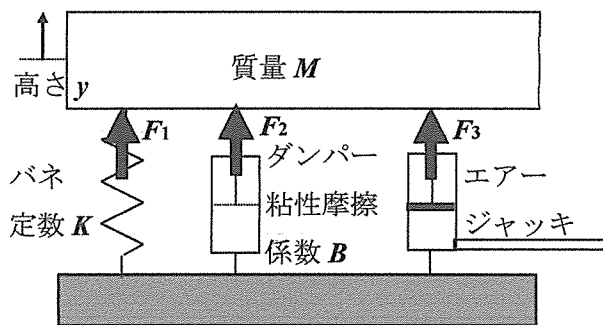 質量 M
高さ y
F1
F2
F3
バネ
定数 K
ダンパー
粘性摩擦
係数 B
エアー
ジャッキ